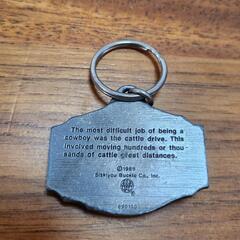 The most difficult job of being a
cowboy was the cattle drive. This
involved moving hundreds or thou-
sands of cattle great distances.
©1989
Siskiyou Buckle Co., Inc.